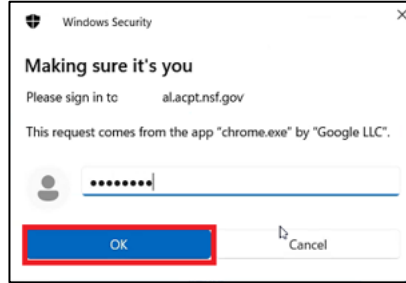 Windows Security
Making sure it's you
Please sign in to al.acpt.nsf.gov
This request comes from the app "chrome.exe" by "Google LLC".
••••••••
OK
Cancel